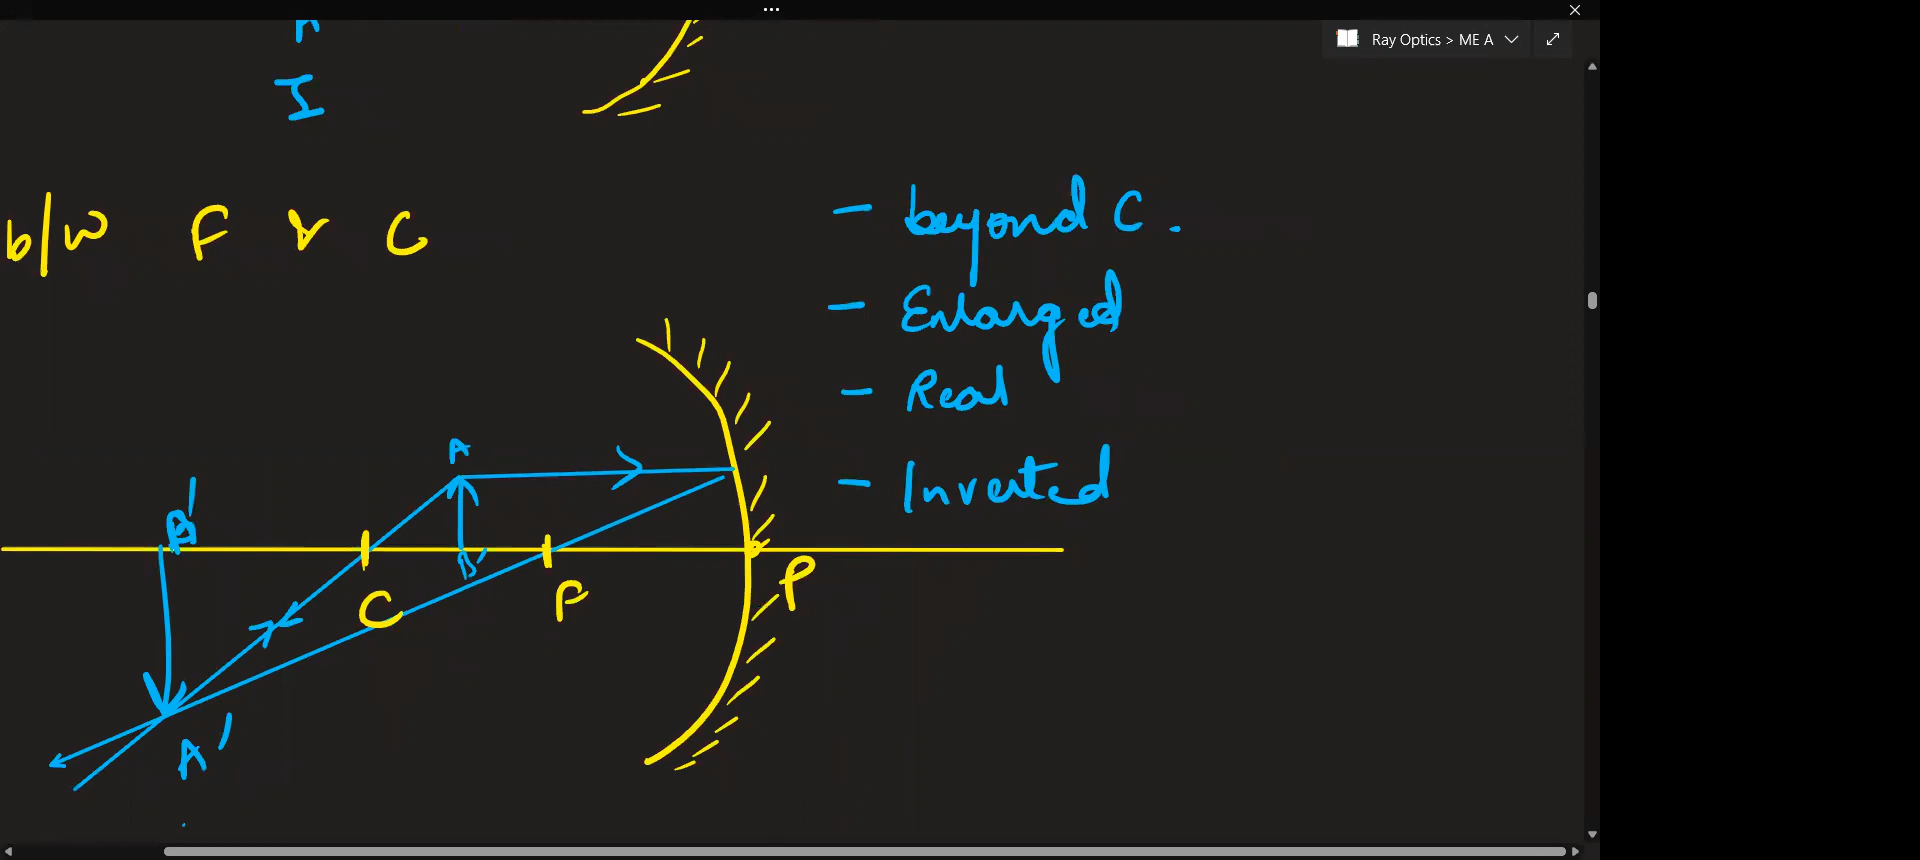 Ray Optics > ME A
I
b/w F & C
- beyond C.
- Enlarged
- Real
- Inverted
A
B'
C
F
P
A'